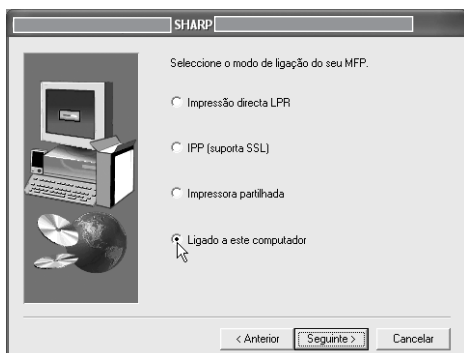 SHARP
Seleccione o modo de ligação do seu MFP.
Impressão directa LPR
IPP (suporta SSL)
Impressora partilhada
Ligado a este computador
< Anterior Seguinte > Cancelar